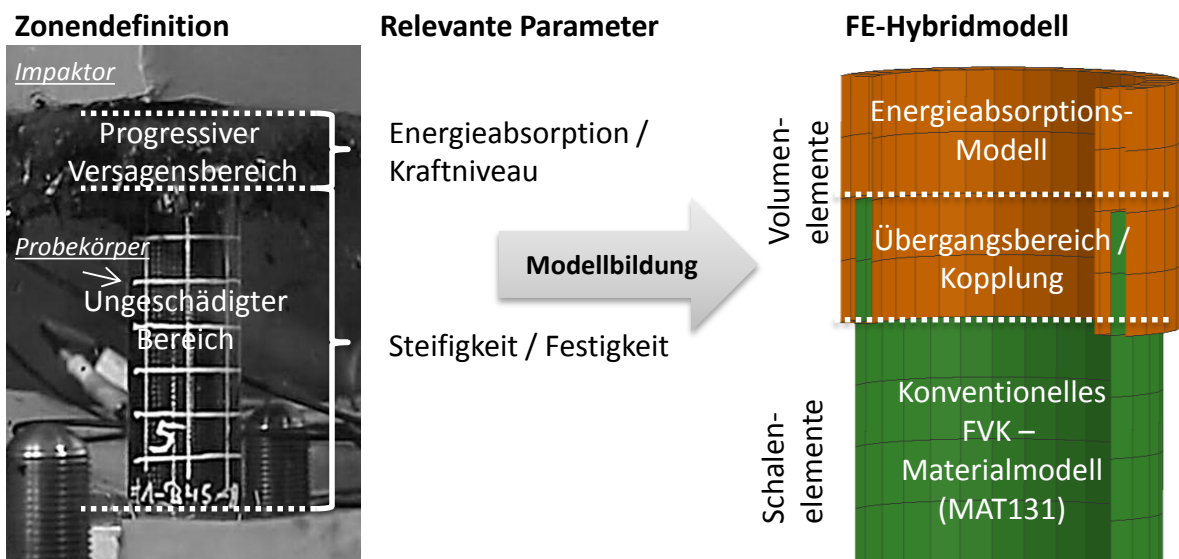 Zonendefinition
Relevante Parameter
FE-Hybridmodell
Impaktor
Progressiver
Versagensbereich
Probekörper
Ungeschädigter
Bereich
5
Energieabsorption /
Kraftniveau
Modellbildung
Steifigkeit / Festigkeit
Volumen-
elemente
Schalen-
elemente
Energieabsorptions-
Modell
Übergangsbereich /
Kopplung
Konventionelles
FVK –
Materialmodell
(MAT131)